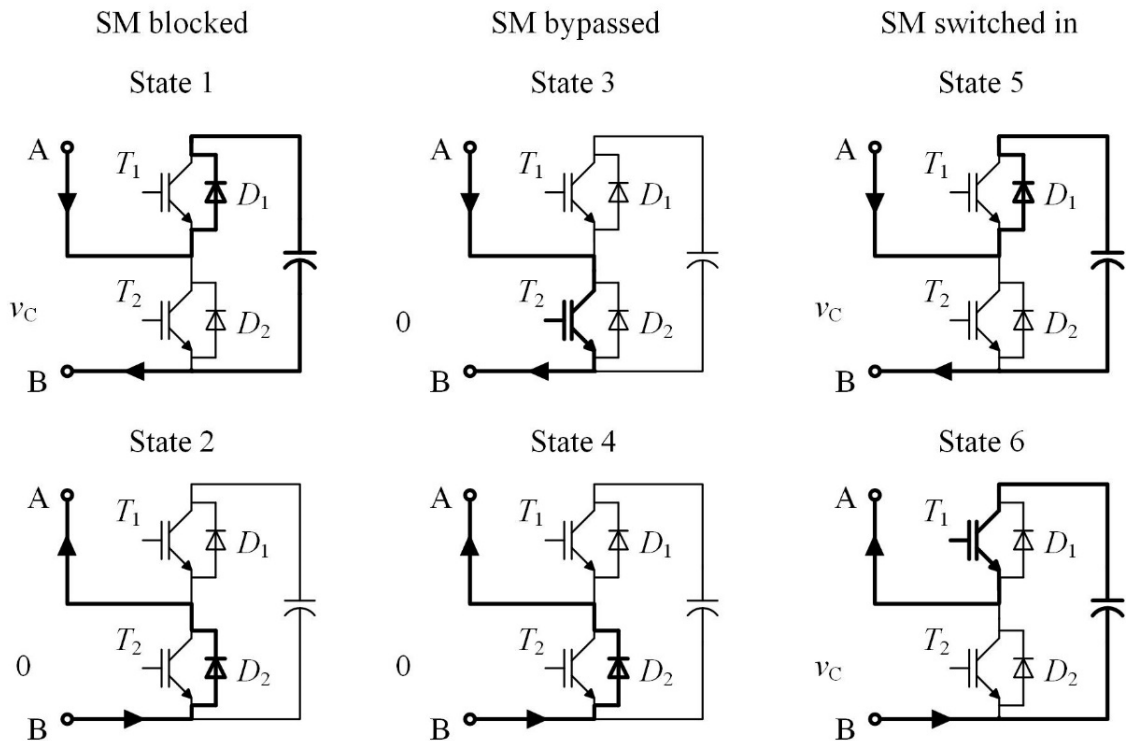 SM blocked
SM bypassed
SM switched in
State 1
State 3
State 5
A
T1
D1
vC
T2
D2
B
A
T1
D1
0
T2
D2
B
A
T1
D1
vC
T2
D2
B
State 2
State 4
State 6
A
T1
D1
0
T2
D2
B
A
T1
D1
0
T2
D2
B
A
T1
D1
vC
T2
D2
B